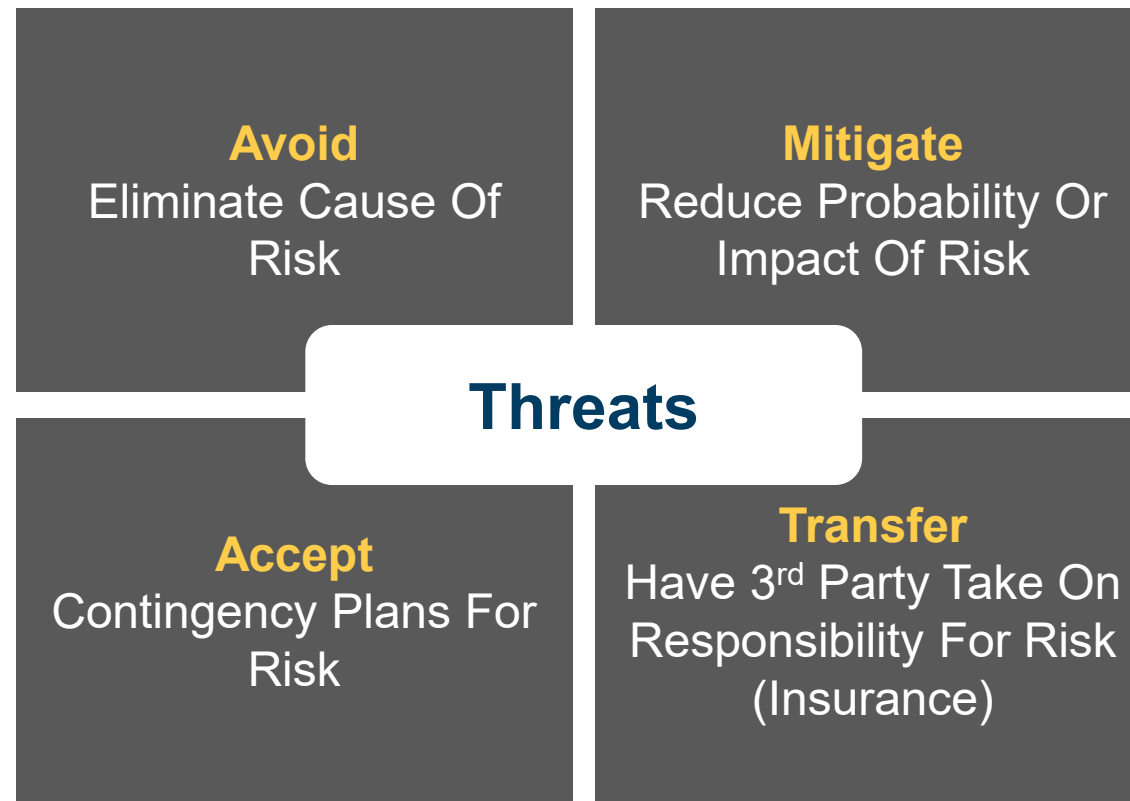 Avoid
Eliminate Cause Of
Risk
Mitigate
Reduce Probability Or
Impact Of Risk
Threats
Accept
Contingency Plans For
Risk
Transfer
Have 3rd Party Take On
Responsibility For Risk
(Insurance)